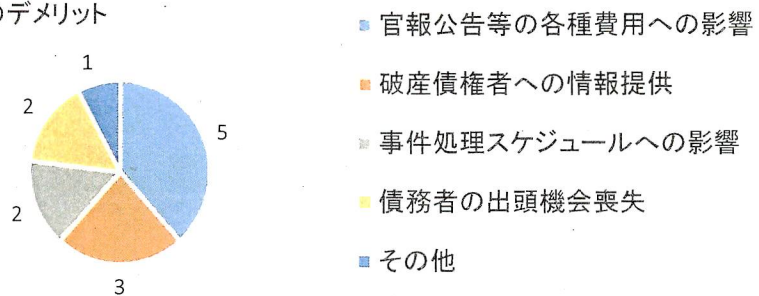 のデメリット
官報公告等の各種費用への影響
破産債権者への情報提供
事件処理スケジュールへの影響
債務者の出頭機会喪失
その他
1
2
5
2
3